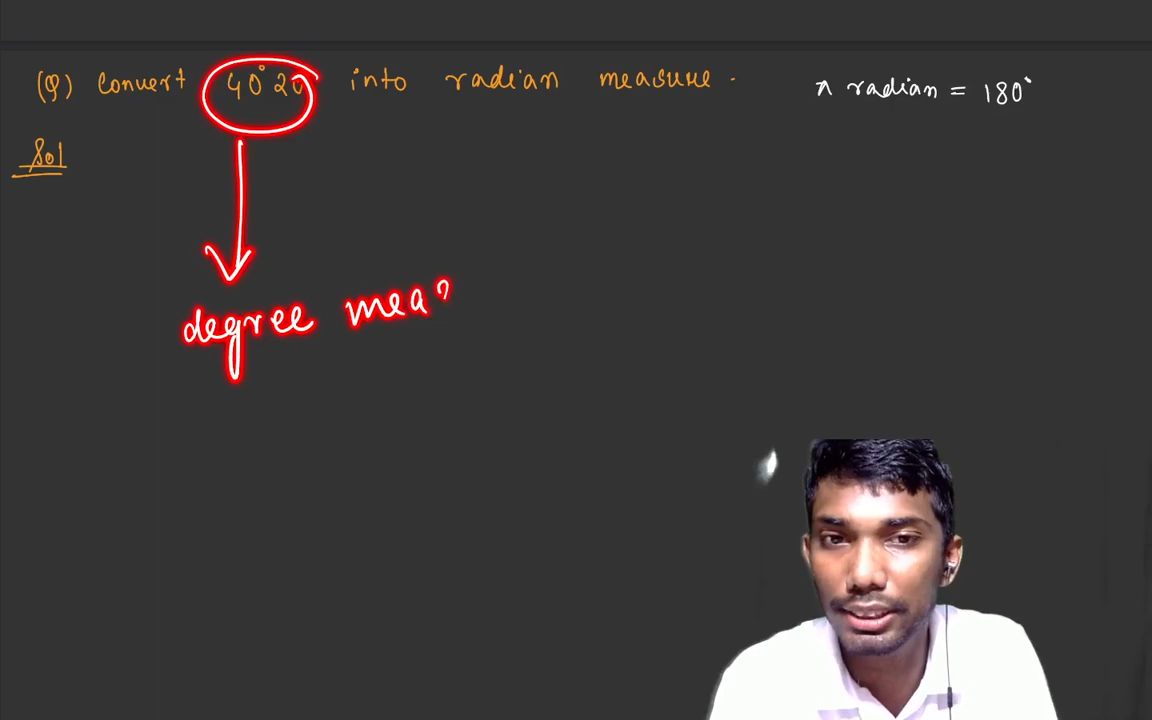 (Q) Convert 40° 20 into radian measure.
π radian = 180°
Sol
degree mea